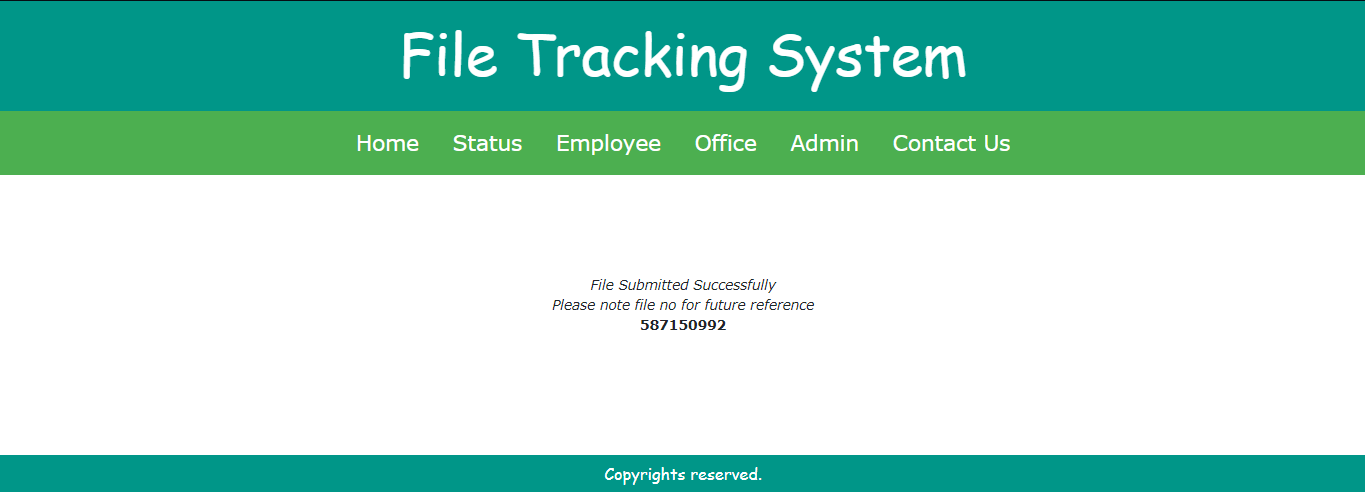 File Tracking System
Home Status Employee Office Admin Contact Us
File Submitted Successfully
Please note file no for future reference
587150992
Copyrights reserved.